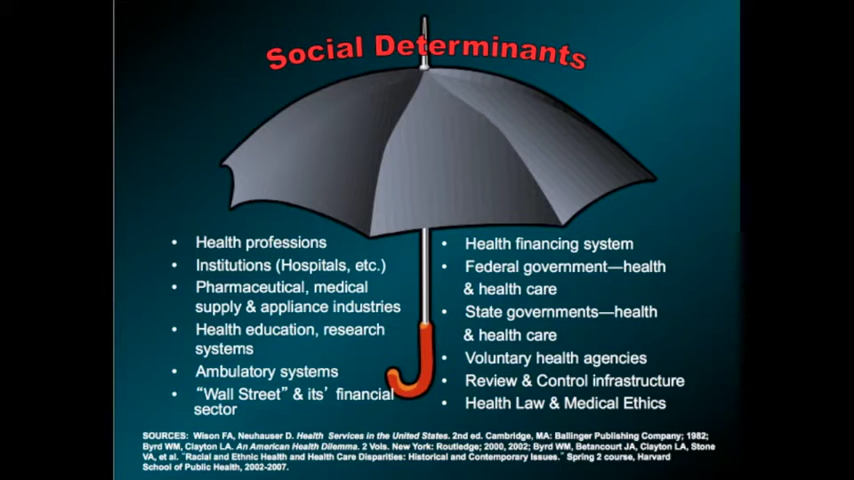 Social Determinants
• Health professions
• Institutions (Hospitals, etc.)
• Pharmaceutical, medical
supply & appliance industries
• Health education, research
systems
• Ambulatory systems
• “Wall Street” & its’ financial
sector
• Health financing system
• Federal government—health
& health care
• State governments—health
& health care
• Voluntary health agencies
• Review & Control infrastructure
• Health Law & Medical Ethics
SOURCES: Wison FA, Neuhauser D. Health Services in the United States. 2nd ed. Cambridge, MA: Ballinger Publishing Company; 1982;
Byrd WM, Clayton LA. An American Health Dilemma. 2 Vols. New York: Routledge; 2000, 2002; Byrd WM, Betancourt JA, Clayton LA, Stone
VA, et al. “Racial and Ethnic Health and Health Care Disparities: Historical and Contemporary Issues.” Spring 2 course, Harvard
School of Public Health, 2002-2007.